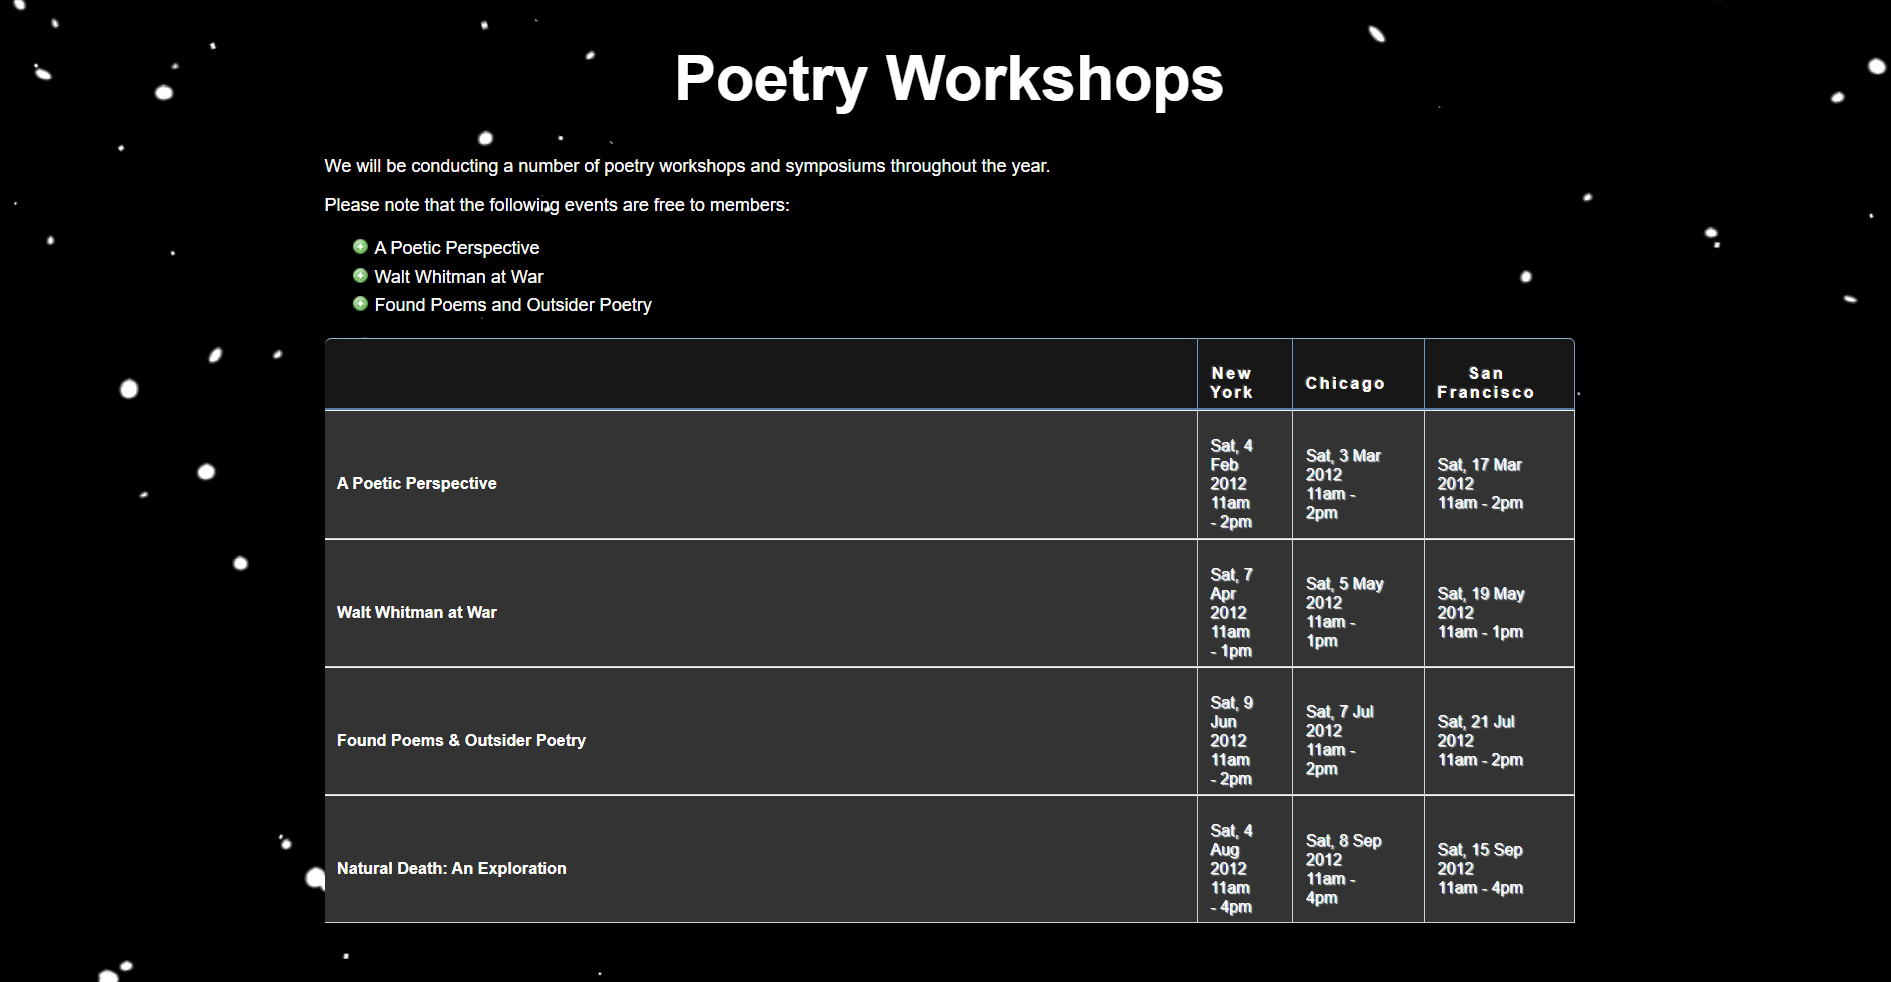 Poetry Workshops
We will be conducting a number of poetry workshops and symposiums throughout the year.
Please note that the following events are free to members:
A Poetic Perspective
Walt Whitman at War
Found Poems and Outsider Poetry
New
York
Chicago
San
Francisco
A Poetic Perspective
Sat, 4
Feb
2012
11am
- 2pm
Sat, 3 Mar
2012
11am -
2pm
Sat, 17 Mar
2012
11am - 2pm
Walt Whitman at War
Sat, 7
Apr
2012
11am
- 1pm
Sat, 5 May
2012
11am -
1pm
Sat, 19 May
2012
11am - 1pm
Found Poems & Outsider Poetry
Sat, 9
Jun
2012
11am
- 2pm
Sat, 7 Jul
2012
11am -
2pm
Sat, 21 Jul
2012
11am - 2pm
Natural Death: An Exploration
Sat, 4
Aug
2012
11am
- 4pm
Sat, 8 Sep
2012
11am -
4pm
Sat, 15 Sep
2012
11am - 4pm